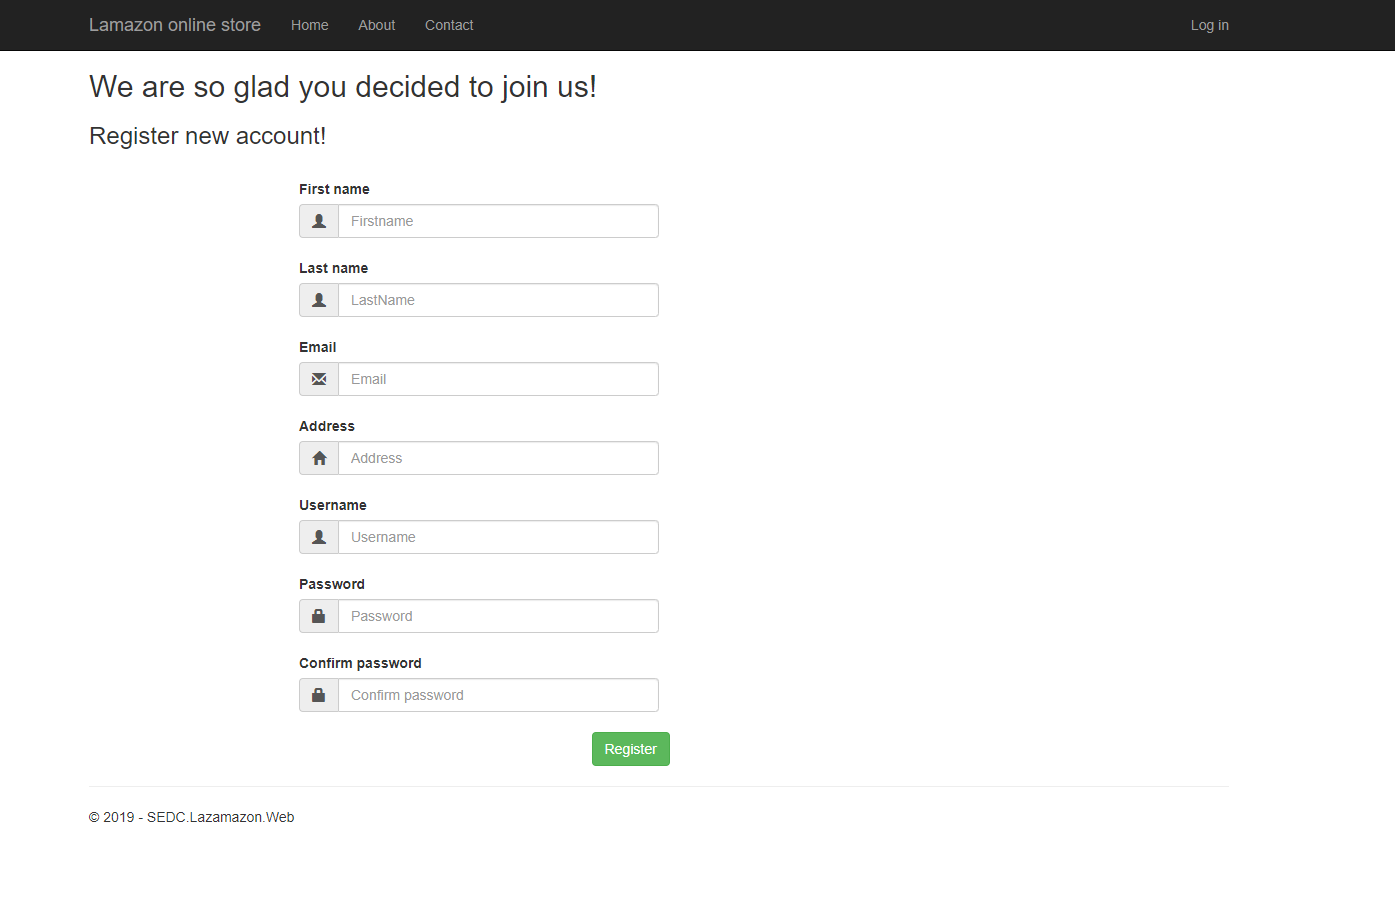 Lamazon online store Home About Contact Log in
We are so glad you decided to join us!
Register new account!
First name
Firstname
Last name
LastName
Email
Email
Address
Address
Username
Username
Password
Password
Confirm password
Confirm password
Register
© 2019 - SEDC.Lazamazon.Web